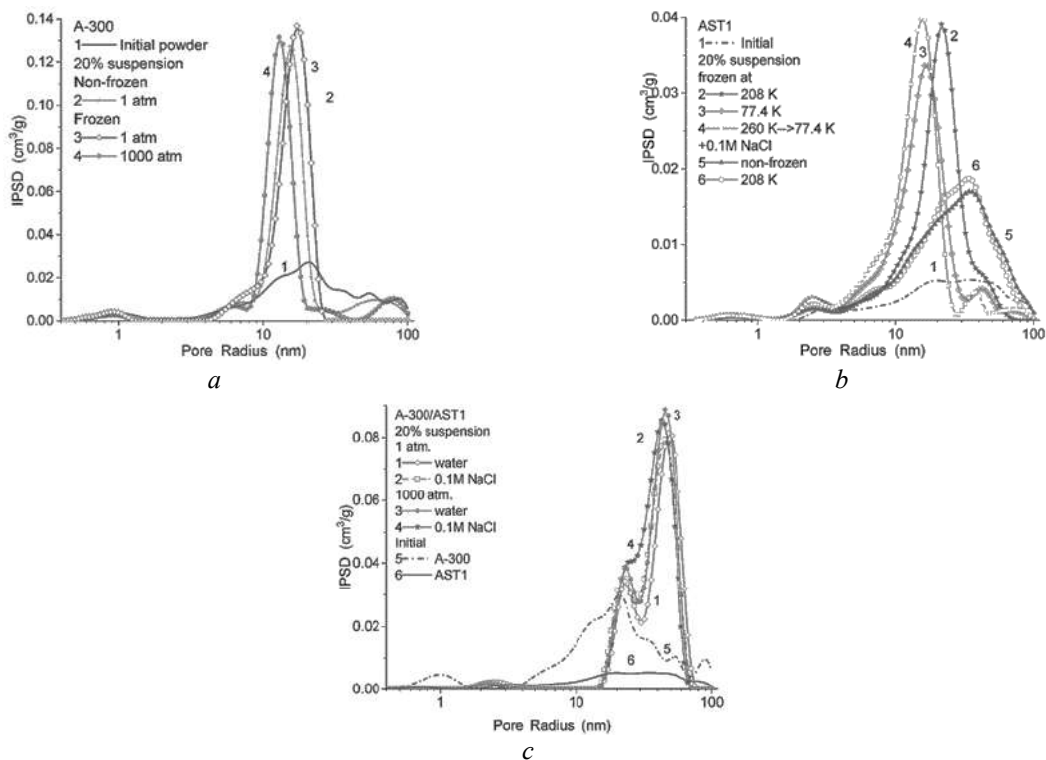 A-300
1 Initial powder
20% suspension
Non-frozen
2 1 atm
Frozen
3 1 atm
4 1000 atm
4
3
2
1
IPSD (cm³/g)
0.14
0.12
0.10
0.08
0.06
0.04
0.02
0.00
1
10
100
Pore Radius (nm)
a
AST1
1 Initial
20% suspension
frozen at
2 208 K
3 77.4 K
4 260 K-->77.4 K
+0.1M NaCl
5 non-frozen
6 208 K
4
3
2
6
5
1
IPSD (cm³/g)
0.04
0.03
0.02
0.01
0.00
1
10
100
Pore Radius (nm)
b
A-300/AST1
20% suspension
1 atm.
1 water
2 0.1M NaCl
1000 atm.
3 water
4 0.1M NaCl
Initial
5 A-300
6 AST1
2
3
4
1
5
6
IPSD (cm³/g)
0.08
0.06
0.04
0.02
0.00
1
10
100
Pore Radius (nm)
c